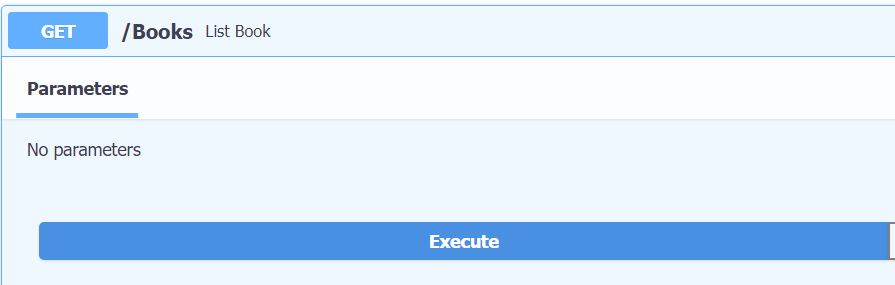 GET /Books List Book
Parameters
No parameters
Execute